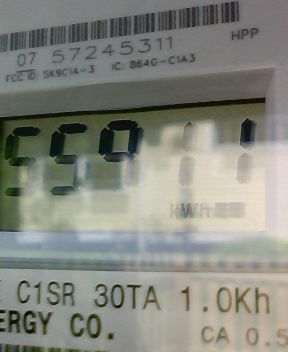 07 57245311
HPP
FCC ID: SK9C1A-3 IC: 864G-C1A3
C1SR 30TA 1.0Kh
ERGY CO.
CA 0.5